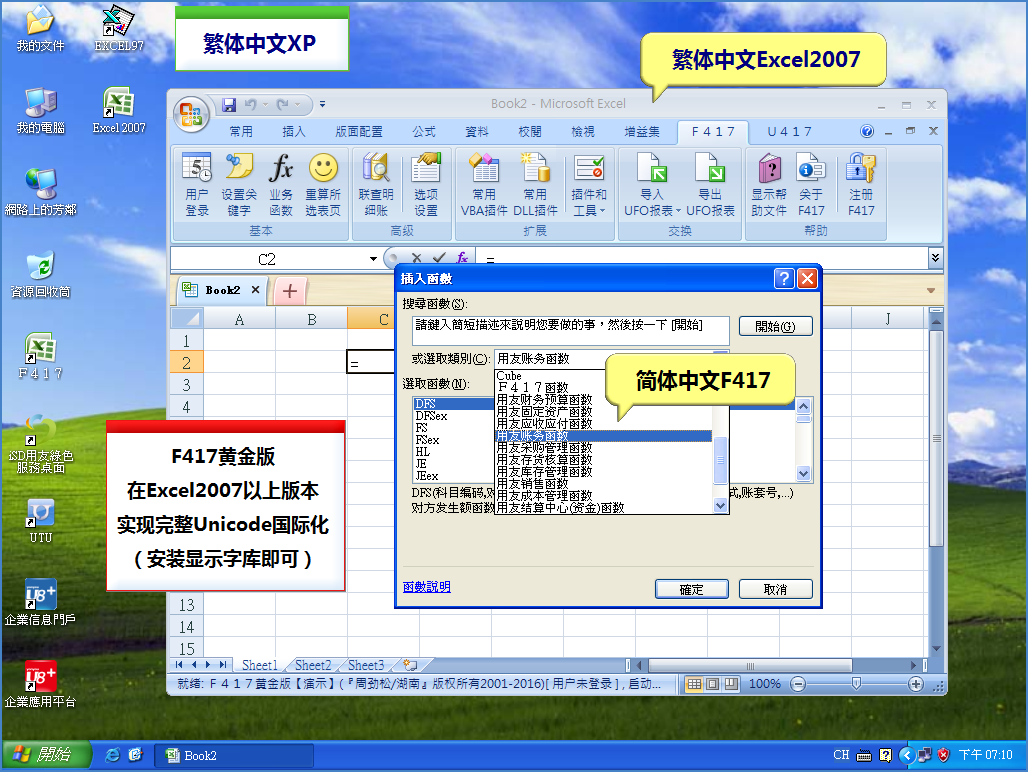 我的文件
EXCEL97
我的電腦
Excel 2007
網路上的芳鄰
資源回收筒
F４１７
iSD用友綠色
服務桌面
UTU
企業信息門戶
企業應用平台
繁体中文XP
繁体中文Excel2007
Book2 - Microsoft Excel
常用 插入 版面配置 公式 資料 校閱 檢視 增益集 F４１７ U４１７
用户
登录
设置关
键字
业务
函数
重算所
选表页
基本
联查明
细账
选项
设置
高级
常用
VBA插件
常用
DLL插件
插件和
工具
扩展
导入
UFO报表
导出
UFO报表
交换
显示帮
助文件
关于
F417
注册
F417
帮助
C2 fx =
Book2
A B C J
1
2 =
3
4
13
14
15
插入函數
搜尋函數(S):
請鍵入簡短描述來說明您要做的事，然後按一下 [開始]
開始(G)
或選取類別(C): 用友账务函数
选取函數(N):
Cube
Ｆ４１７函数
用友财务预算函数
用友固定资产函数
用友应收应付函数
用友账务函数
用友采购管理函数
用友存货核算函数
用友库存管理函数
用友销售函数
用友成本管理函数
用友结算中心(资金)函数
DFS
DFSex
FS
FSex
HL
JE
JEex
DFS(科目编码,对
式,账套号,...)
对方发生额函数
函數說明
確定
取消
简体中文F417
F417黄金版
在Excel2007以上版本
实现完整Unicode国际化
（安装显示字库即可）
Sheet1 Sheet2 Sheet3
就绪: Ｆ４１７黄金版【演示】(『周劲松/湖南』版权所有2001-2016)[ 用户未登录 ] , 启动...
100%
開始
Book2
CH
下午 07:10